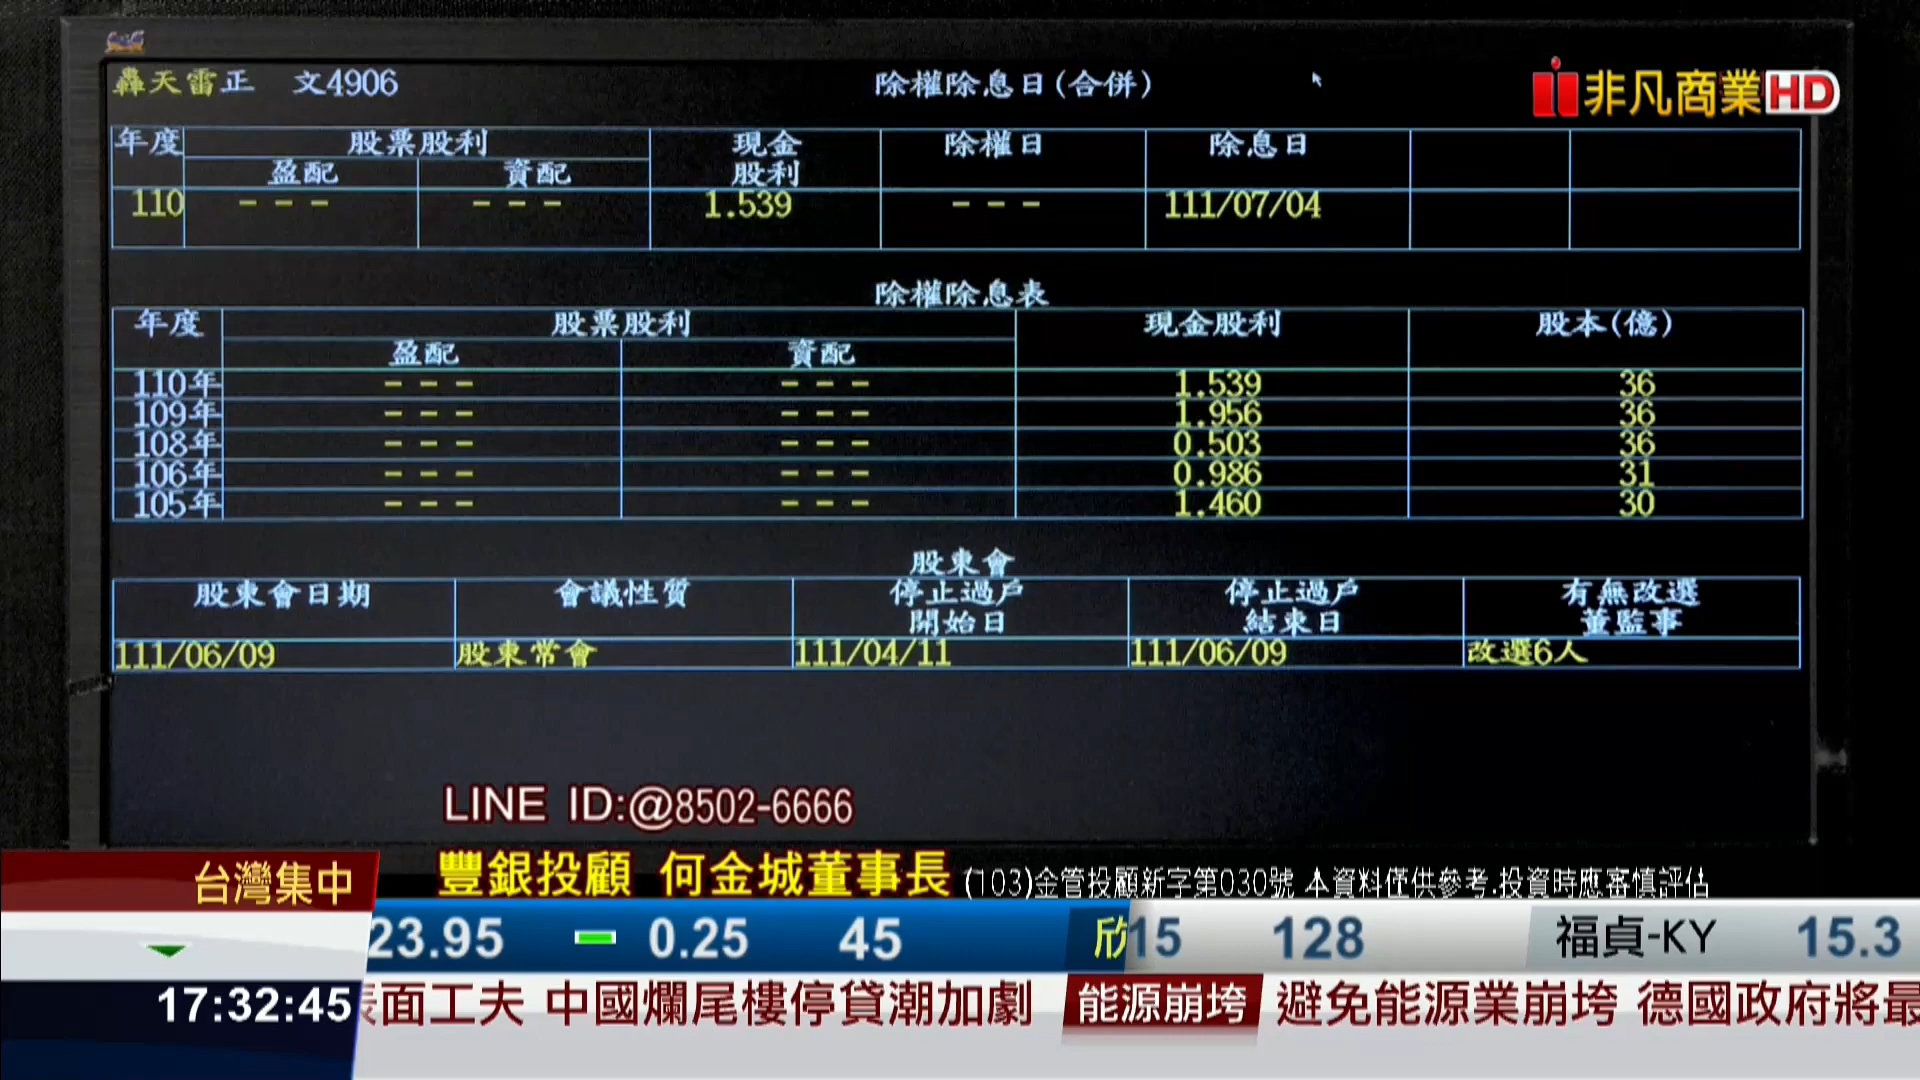 轟天雷正 文4906 除權除息日(合併)
非凡商業HD
年度 股票股利 現金股利 除權日 除息日
盈配 資配
110 --- --- 1.539 --- 111/07/04
除權除息表
年度 股票股利 現金股利 股本(億)
盈配 資配
110年 --- --- 1.539 36
109年 --- --- 1.956 36
108年 --- --- 0.503 36
106年 --- --- 0.986 31
105年 --- --- 1.460 30
股東會
股東會日期 會議性質 停止過戶開始日 停止過戶結束日 有無改選董監事
111/06/09 股東常會 111/04/11 111/06/09 改選6人
LINE ID:@8502-6666
豐銀投顧 何金城董事長 (103)金管投顧新字第030號 本資料僅供參考.投資時應審慎評估
台灣集中
23.95 0.25 45 欣 15 128 福貞-KY 15.3
17:32:45 表面工夫 中國爛尾樓停貸潮加劇 能源崩垮 避免能源業崩垮 德國政府將最